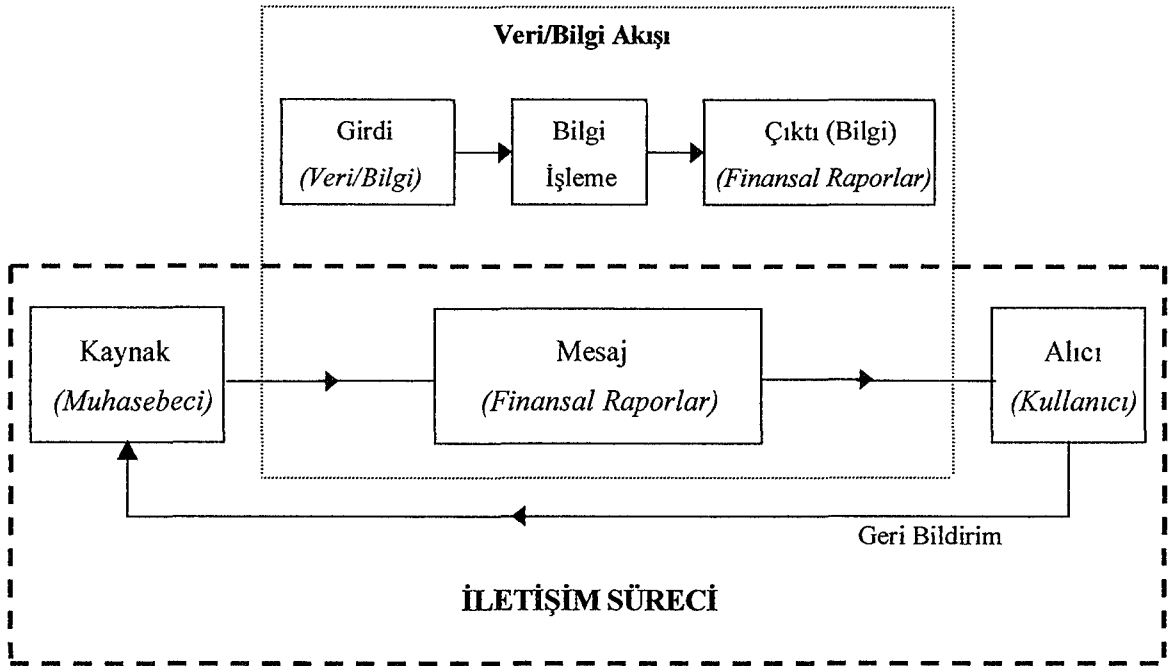 Veri/Bilgi Akışı
Girdi
(Veri/Bilgi)
Bilgi
İşleme
Çıktı (Bilgi)
(Finansal Raporlar)
Kaynak
(Muhasebeci)
Mesaj
(Finansal Raporlar)
Alıcı
(Kullanıcı)
Geri Bildirim
İLETİŞİM SÜRECİ